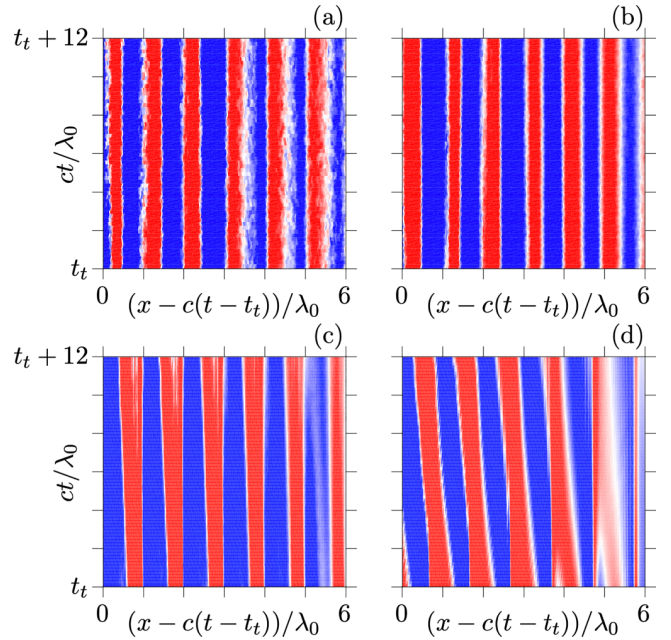 (a) (b)
t_t + 12
ct/λ_0
t_t
0 (x − c(t − t_t))/λ_0 6 0 (x − c(t − t_t))/λ_0 6
(c) (d)
t_t + 12
ct/λ_0
t_t
0 (x − c(t − t_t))/λ_0 6 0 (x − c(t − t_t))/λ_0 6